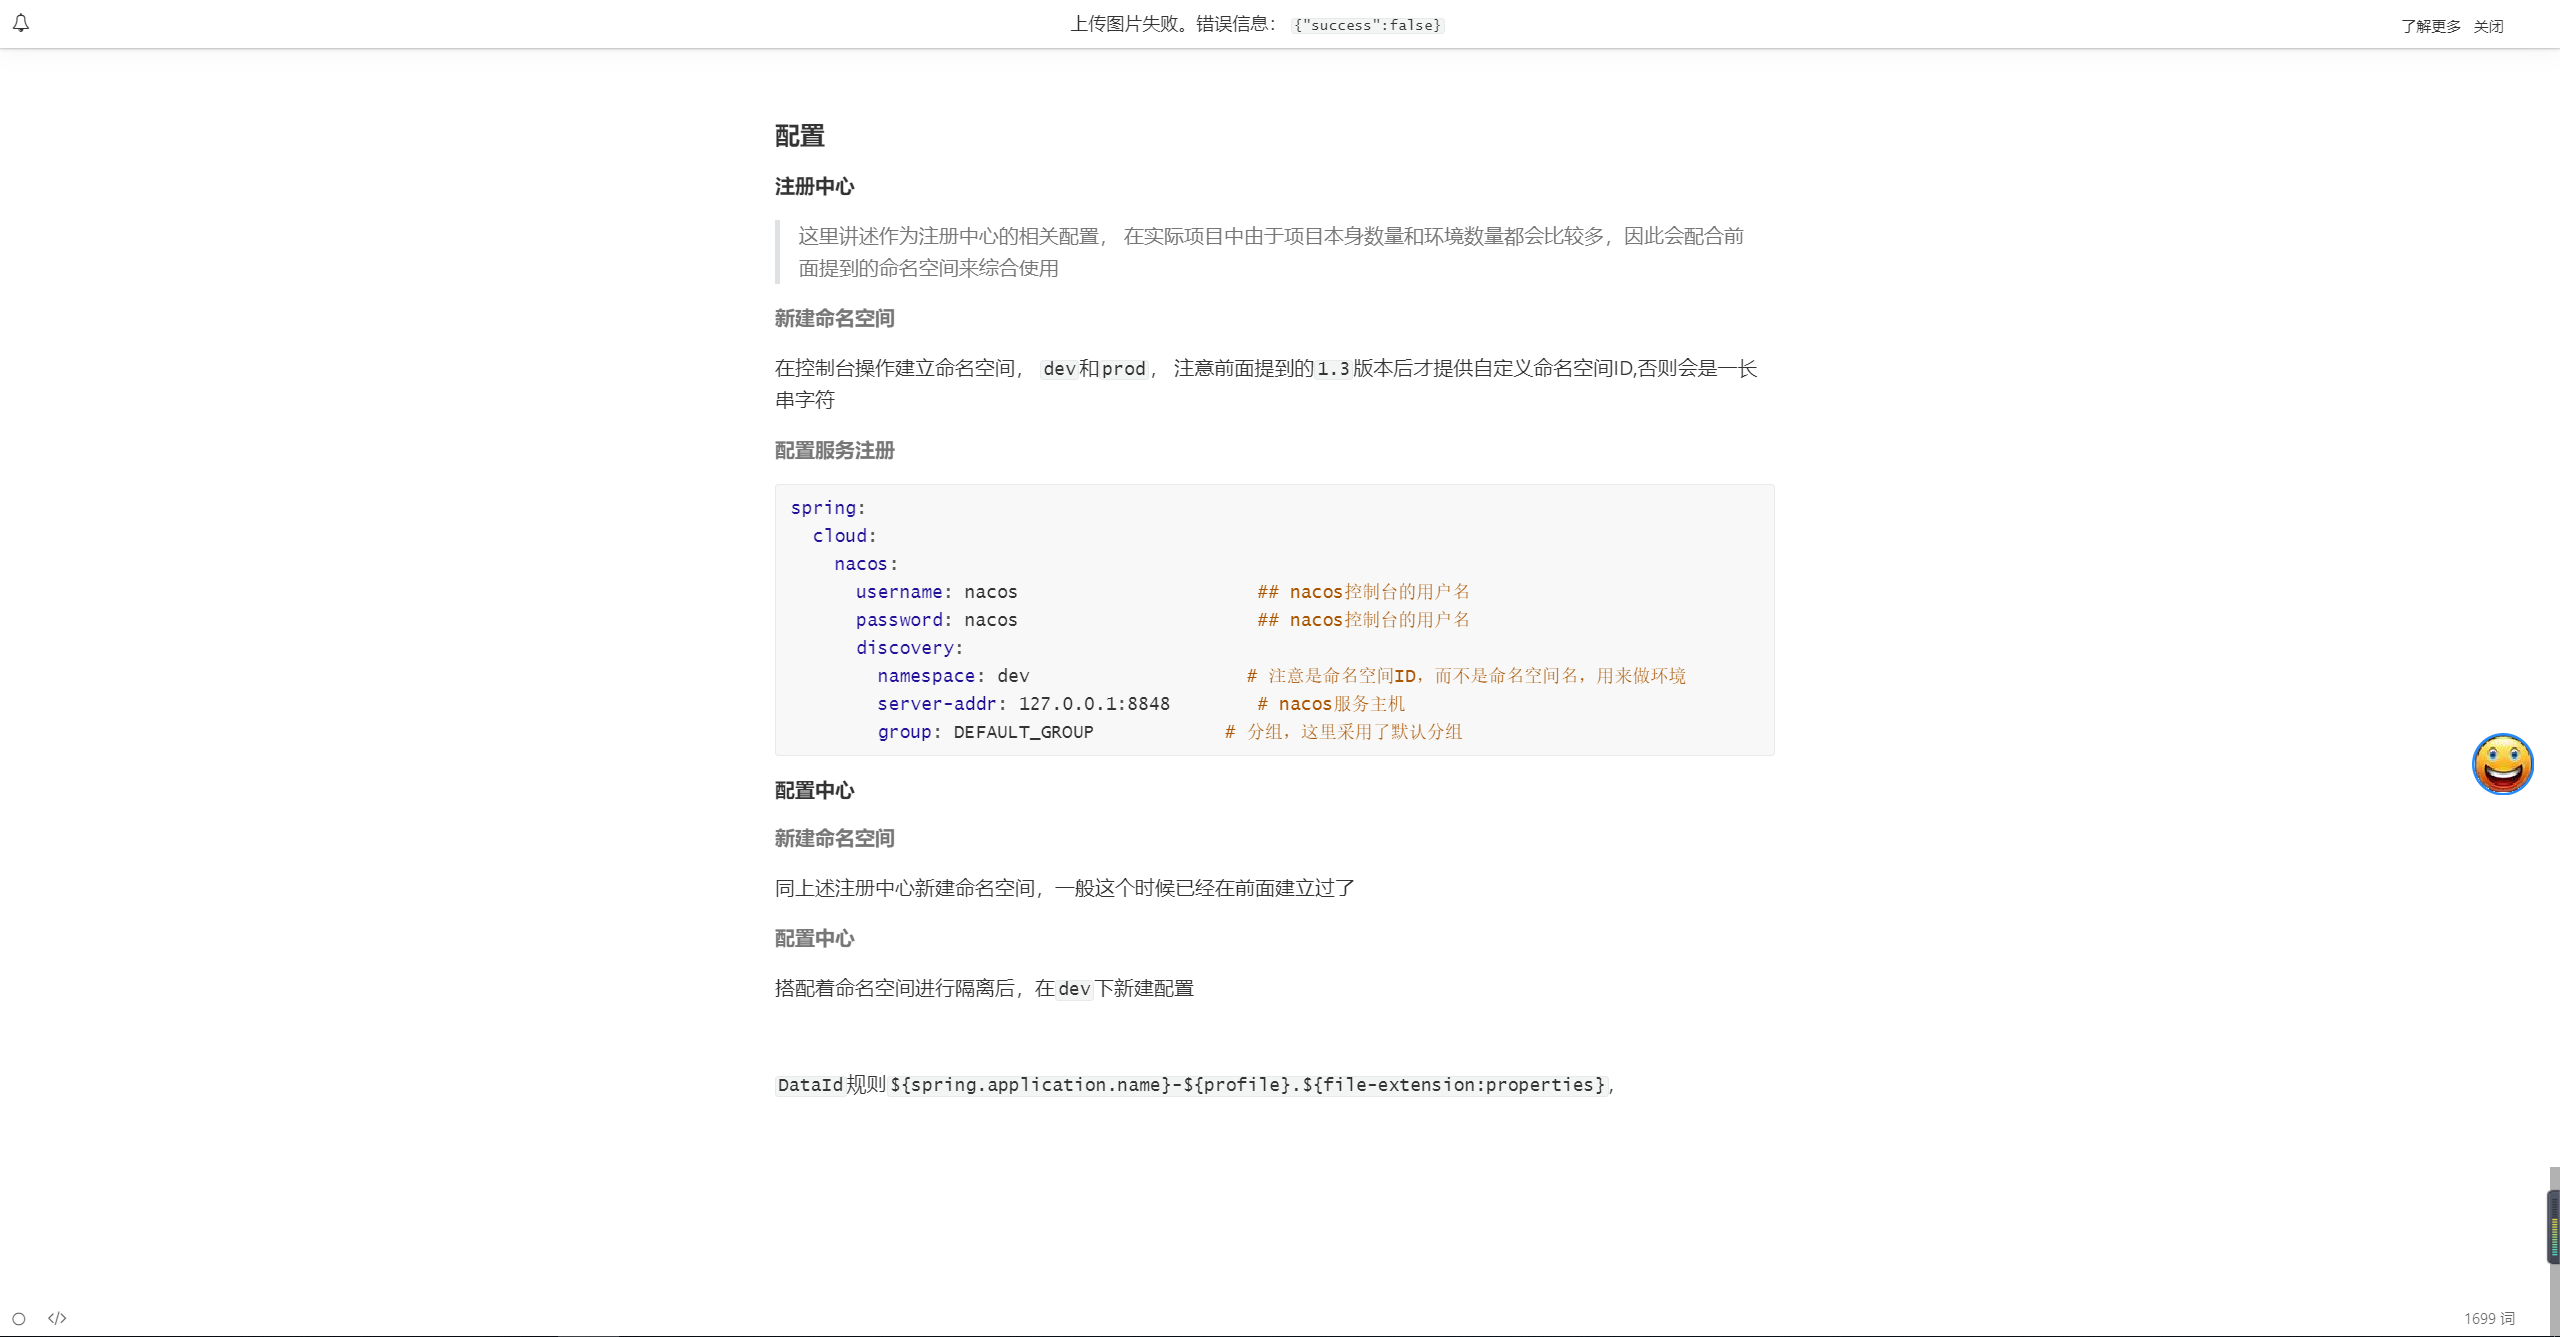 上传图片失败。错误信息： {"success":false}
了解更多 关闭
配置
注册中心
这里讲述作为注册中心的相关配置， 在实际项目中由于项目本身数量和环境数量都会比较多，因此会配合前
面提到的命名空间来综合使用
新建命名空间
在控制台操作建立命名空间， dev和prod， 注意前面提到的1.3版本后才提供自定义命名空间ID,否则会是一长
串字符
配置服务注册
spring:
  cloud:
    nacos:
      username: nacos                      ## nacos控制台的用户名
      password: nacos                      ## nacos控制台的用户名
      discovery:
        namespace: dev                    # 注意是命名空间ID，而不是命名空间名，用来做环境
        server-addr: 127.0.0.1:8848        # nacos服务主机
        group: DEFAULT_GROUP            # 分组，这里采用了默认分组
配置中心
新建命名空间
同上述注册中心新建命名空间，一般这个时候已经在前面建立过了
配置中心
搭配着命名空间进行隔离后，在dev下新建配置
DataId规则${spring.application.name}-${profile}.${file-extension:properties}，
</>
1699 词